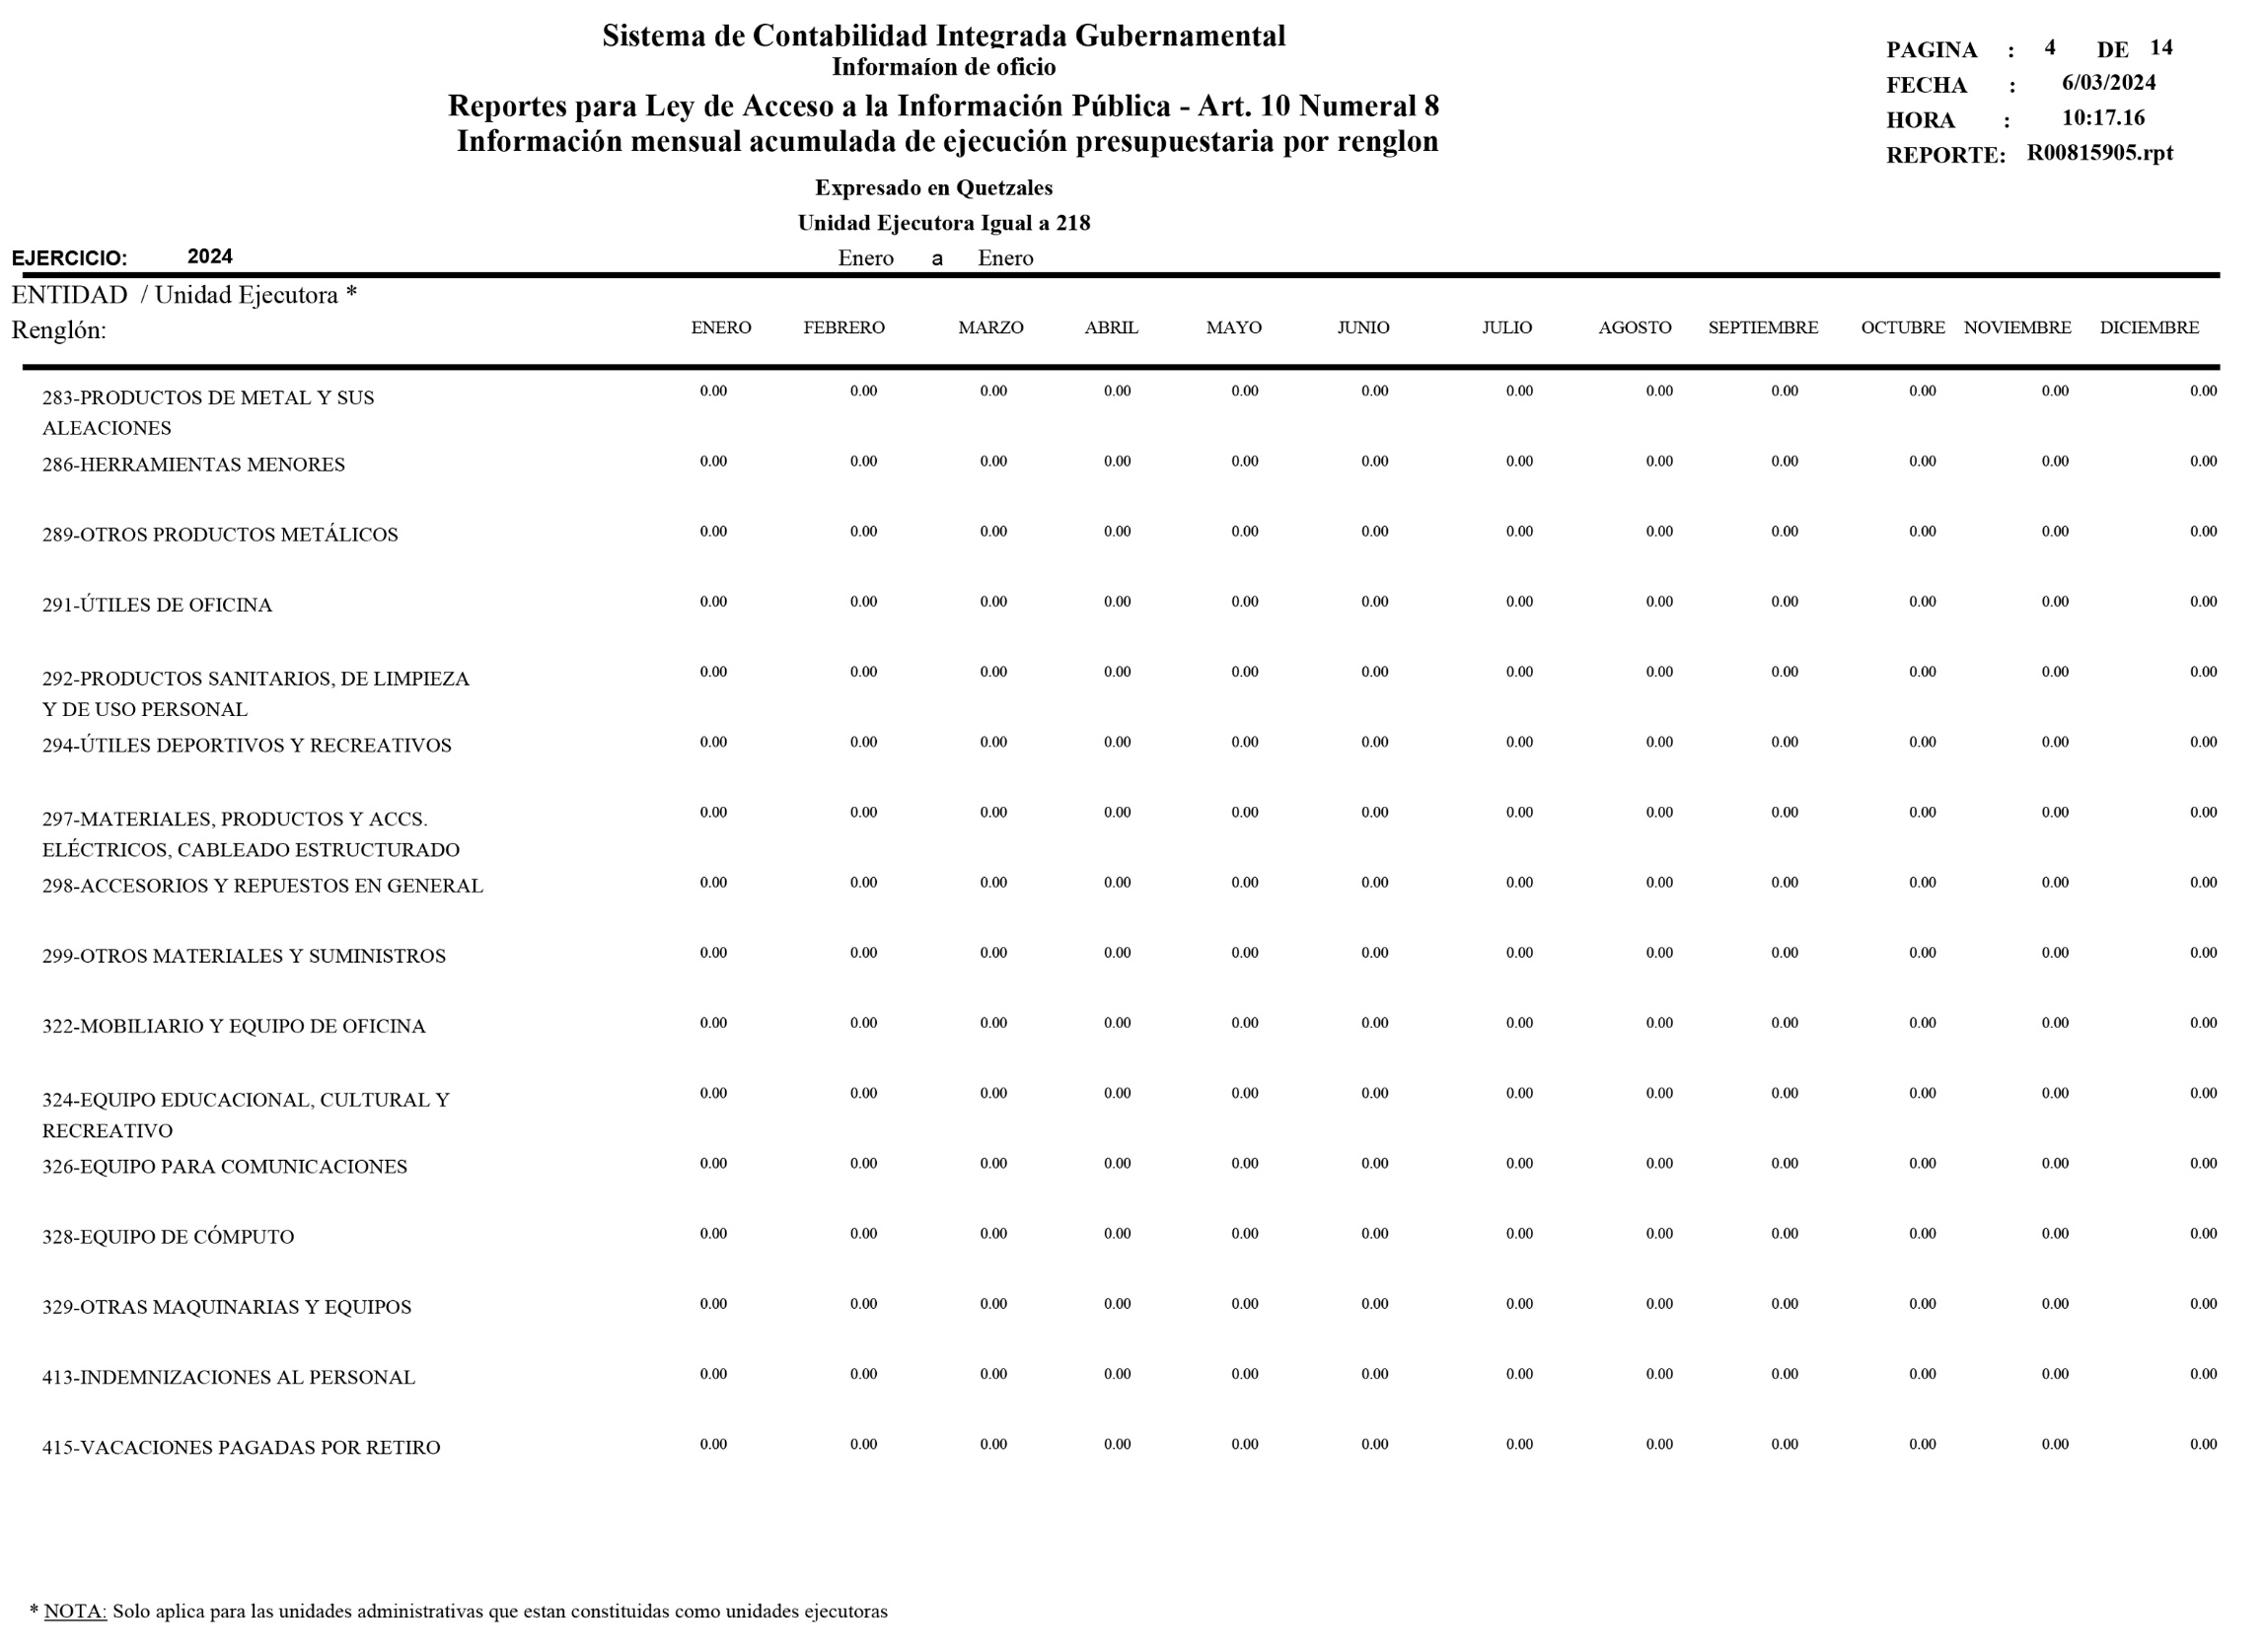 Sistema de Contabilidad Integrada Gubernamental
Informaíon de oficio
Reportes para Ley de Acceso a la Información Pública - Art. 10 Numeral 8
Información mensual acumulada de ejecución presupuestaria por renglon
Expresado en Quetzales
Unidad Ejecutora Igual a 218
PAGINA : 4 DE 14
FECHA : 6/03/2024
HORA : 10:17.16
REPORTE: R00815905.rpt
EJERCICIO: 2024 Enero a Enero
ENTIDAD / Unidad Ejecutora *
Renglón: ENERO FEBRERO MARZO ABRIL MAYO JUNIO JULIO AGOSTO SEPTIEMBRE OCTUBRE NOVIEMBRE DICIEMBRE
283-PRODUCTOS DE METAL Y SUS 0.00 0.00 0.00 0.00 0.00 0.00 0.00 0.00 0.00 0.00 0.00 0.00
ALEACIONES
286-HERRAMIENTAS MENORES 0.00 0.00 0.00 0.00 0.00 0.00 0.00 0.00 0.00 0.00 0.00 0.00
289-OTROS PRODUCTOS METÁLICOS 0.00 0.00 0.00 0.00 0.00 0.00 0.00 0.00 0.00 0.00 0.00 0.00
291-ÚTILES DE OFICINA 0.00 0.00 0.00 0.00 0.00 0.00 0.00 0.00 0.00 0.00 0.00 0.00
292-PRODUCTOS SANITARIOS, DE LIMPIEZA 0.00 0.00 0.00 0.00 0.00 0.00 0.00 0.00 0.00 0.00 0.00 0.00
Y DE USO PERSONAL
294-ÚTILES DEPORTIVOS Y RECREATIVOS 0.00 0.00 0.00 0.00 0.00 0.00 0.00 0.00 0.00 0.00 0.00 0.00
297-MATERIALES, PRODUCTOS Y ACCS. 0.00 0.00 0.00 0.00 0.00 0.00 0.00 0.00 0.00 0.00 0.00 0.00
ELÉCTRICOS, CABLEADO ESTRUCTURADO
298-ACCESORIOS Y REPUESTOS EN GENERAL 0.00 0.00 0.00 0.00 0.00 0.00 0.00 0.00 0.00 0.00 0.00 0.00
299-OTROS MATERIALES Y SUMINISTROS 0.00 0.00 0.00 0.00 0.00 0.00 0.00 0.00 0.00 0.00 0.00 0.00
322-MOBILIARIO Y EQUIPO DE OFICINA 0.00 0.00 0.00 0.00 0.00 0.00 0.00 0.00 0.00 0.00 0.00 0.00
324-EQUIPO EDUCACIONAL, CULTURAL Y 0.00 0.00 0.00 0.00 0.00 0.00 0.00 0.00 0.00 0.00 0.00 0.00
RECREATIVO
326-EQUIPO PARA COMUNICACIONES 0.00 0.00 0.00 0.00 0.00 0.00 0.00 0.00 0.00 0.00 0.00 0.00
328-EQUIPO DE CÓMPUTO 0.00 0.00 0.00 0.00 0.00 0.00 0.00 0.00 0.00 0.00 0.00 0.00
329-OTRAS MAQUINARIAS Y EQUIPOS 0.00 0.00 0.00 0.00 0.00 0.00 0.00 0.00 0.00 0.00 0.00 0.00
413-INDEMNIZACIONES AL PERSONAL 0.00 0.00 0.00 0.00 0.00 0.00 0.00 0.00 0.00 0.00 0.00 0.00
415-VACACIONES PAGADAS POR RETIRO 0.00 0.00 0.00 0.00 0.00 0.00 0.00 0.00 0.00 0.00 0.00 0.00
* NOTA: Solo aplica para las unidades administrativas que estan constituidas como unidades ejecutoras